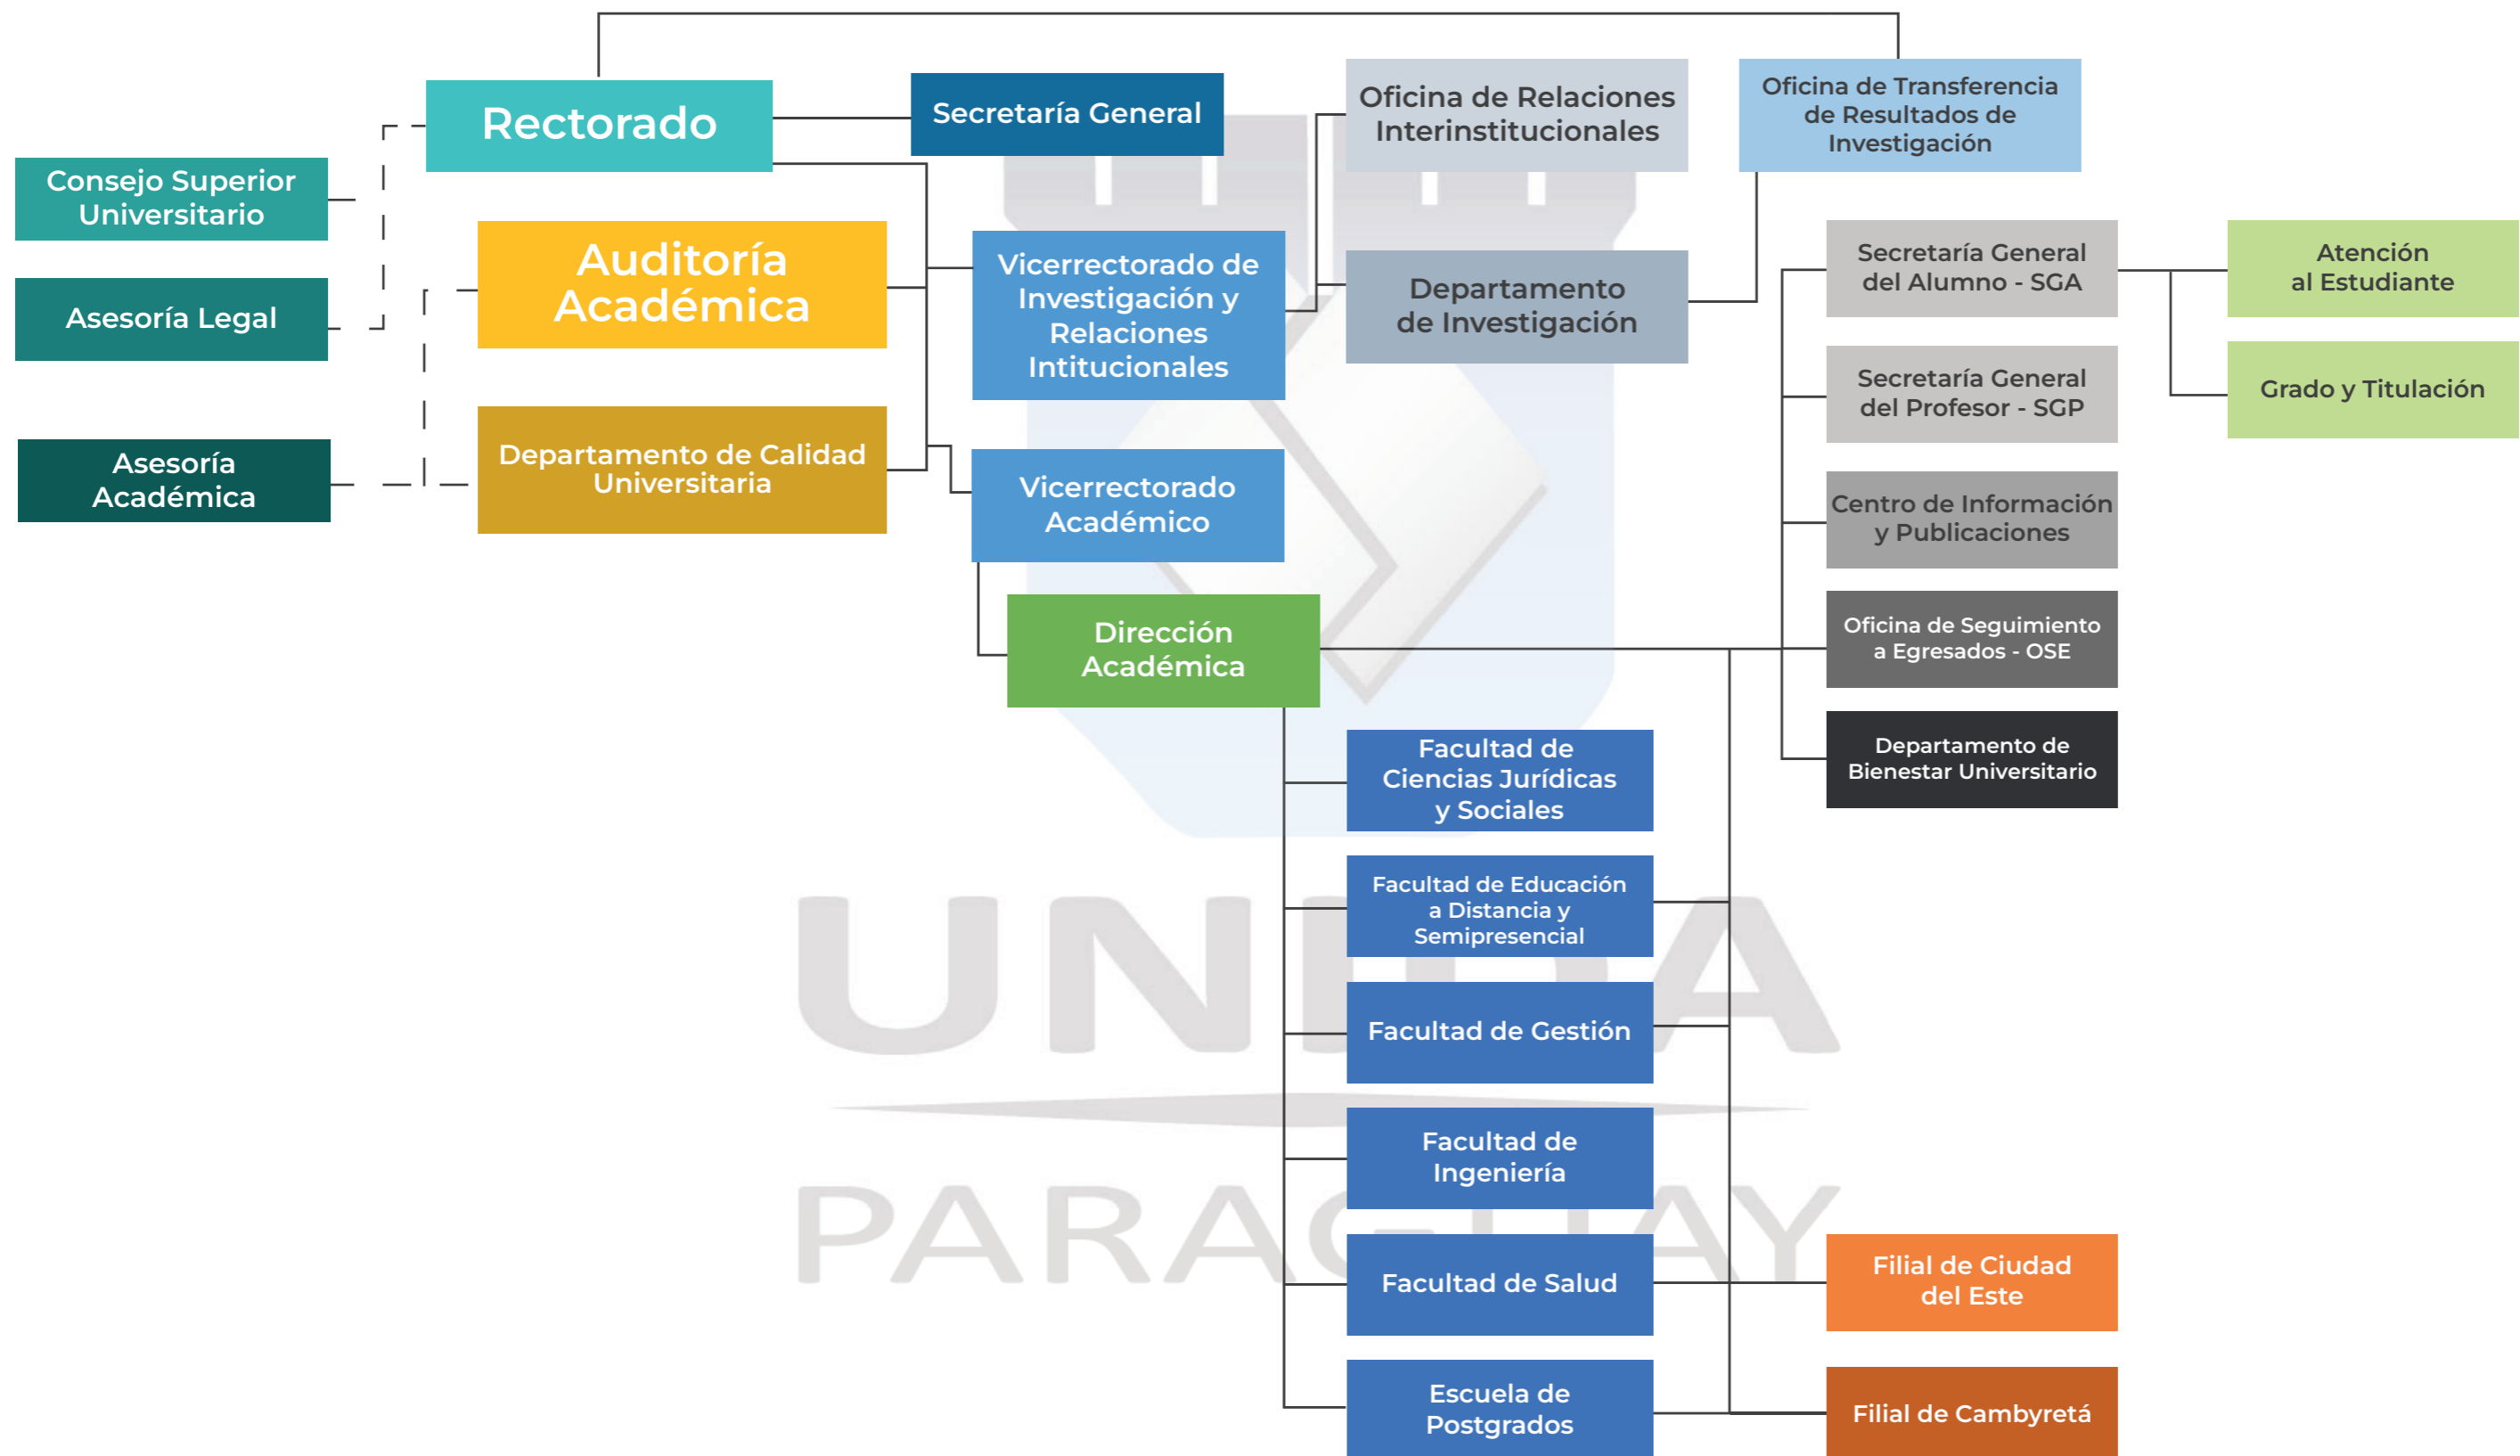 Rectorado
Secretaría General
Oficina de Relaciones
Interinstitucionales
Oficina de Transferencia
de Resultados de
Investigación
Consejo Superior
Universitario
Asesoría Legal
Asesoría
Académica
Auditoría
Académica
Departamento de Calidad
Universitaria
Vicerrectorado de
Investigación y
Relaciones
Intitucionales
Departamento
de Investigación
Vicerrectorado
Académico
Dirección
Académica
Secretaría General
del Alumno - SGA
Atención
al Estudiante
Secretaría General
del Profesor - SGP
Grado y Titulación
Centro de Información
y Publicaciones
Oficina de Seguimiento
a Egresados - OSE
Departamento de
Bienestar Universitario
Facultad de
Ciencias Jurídicas
y Sociales
Facultad de Educación
a Distancia y
Semipresencial
Facultad de Gestión
Facultad de
Ingeniería
Facultad de Salud
Escuela de
Postgrados
Filial de Ciudad
del Este
Filial de Cambyretá
UNIDA
PARAGUAY